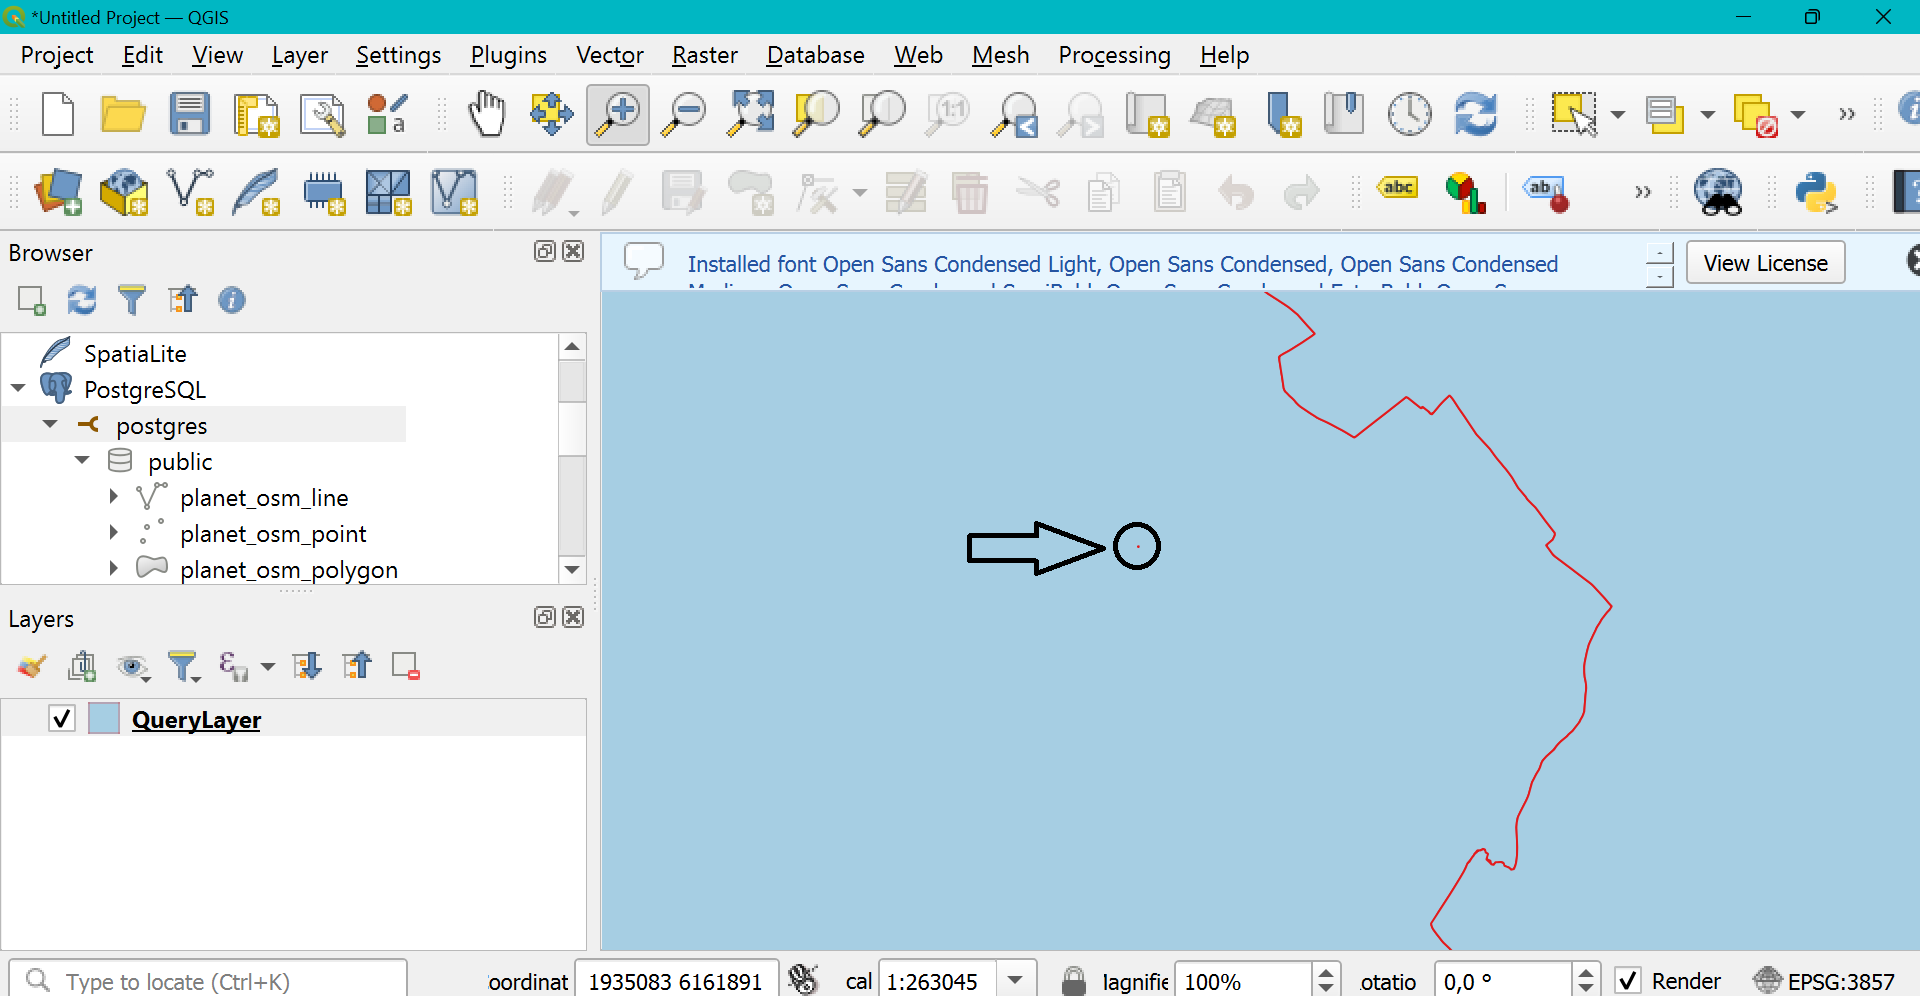 *Untitled Project — QGIS
Project Edit View Layer Settings Plugins Vector Raster Database Web Mesh Processing Help
a
1:1
abc
ab
Browser
Installed font Open Sans Condensed Light, Open Sans Condensed, Open Sans Condensed
View License
SpatiaLite
PostgreSQL
postgres
public
planet_osm_line
planet_osm_point
planet_osm_polygon
Layers
QueryLayer
Type to locate (Ctrl+K)
oordinat 1935083 6161891 cal 1:263045 lagnifie 100% otatio 0,0 ° Render EPSG:3857